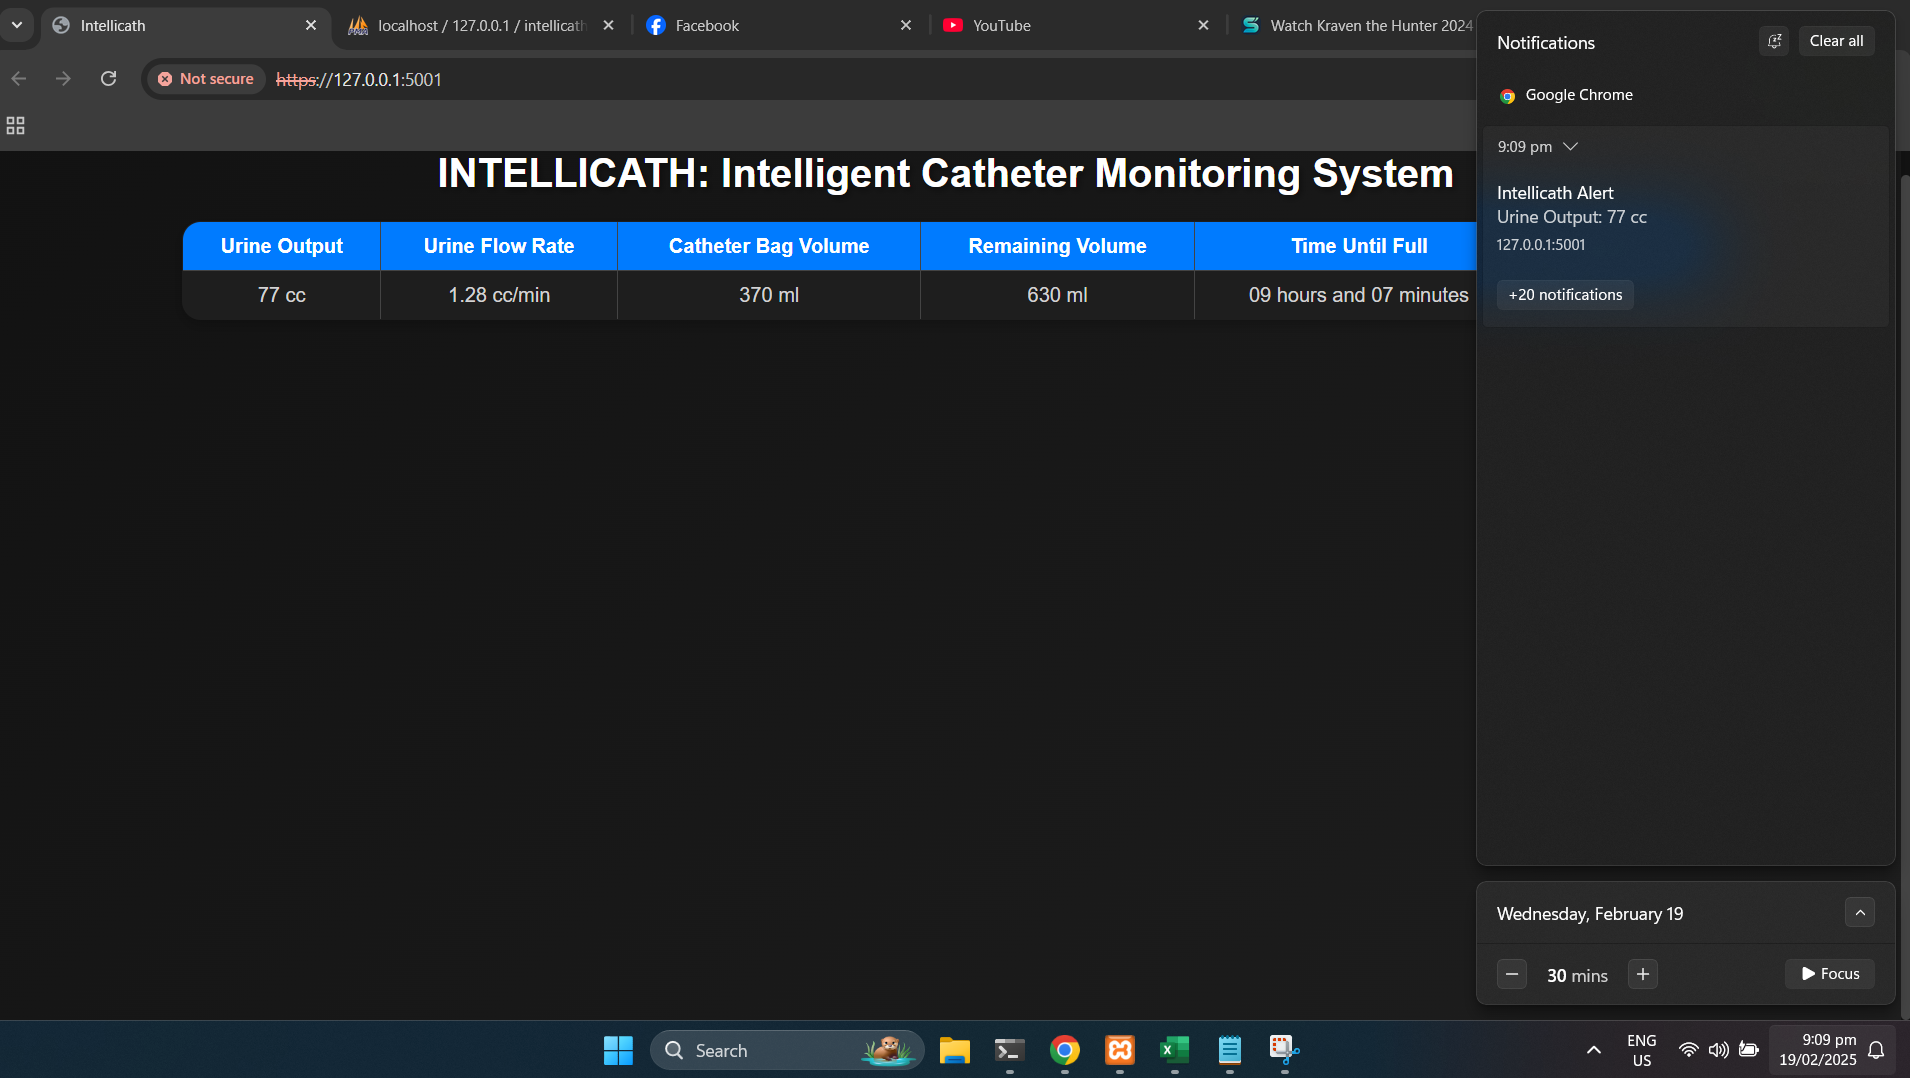 Intellicath
localhost / 127.0.0.1 / intellicath
Facebook
YouTube
Watch Kraven the Hunter 2024
Not secure
https://127.0.0.1:5001
INTELLICATH: Intelligent Catheter Monitoring System
Urine Output Urine Flow Rate Catheter Bag Volume Remaining Volume Time Until Full
77 cc 1.28 cc/min 370 ml 630 ml 09 hours and 07 minutes
Notifications
Clear all
Google Chrome
9:09 pm
Intellicath Alert
Urine Output: 77 cc
127.0.0.1:5001
+20 notifications
Wednesday, February 19
30 mins
Focus
Search
ENG
US
9:09 pm
19/02/2025